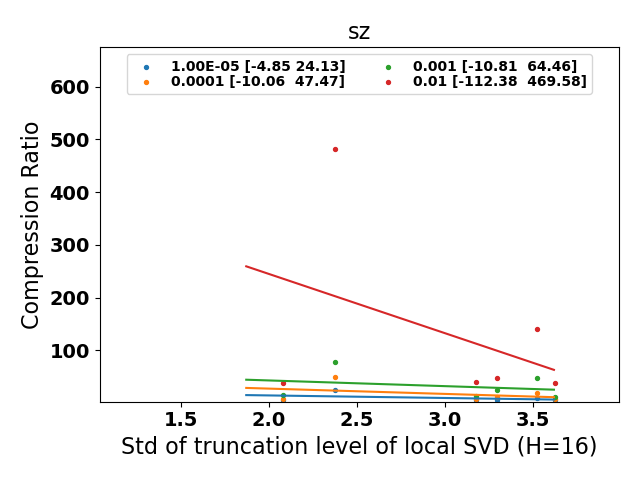 sz
1.00E-05 [-4.85 24.13]
0.0001 [-10.06  47.47]
0.001 [-10.81  64.46]
0.01 [-112.38  469.58]
Compression Ratio
600
500
400
300
200
100
1.5 2.0 2.5 3.0 3.5
Std of truncation level of local SVD (H=16)